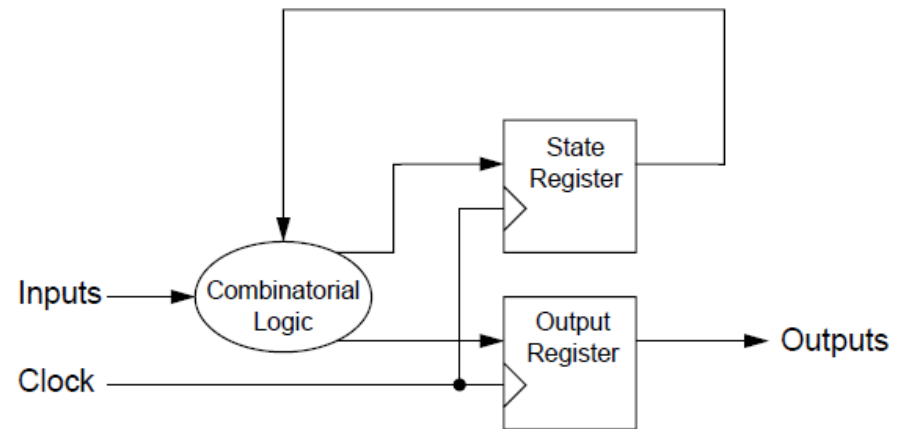 State
Register
Inputs
Combinatorial
Logic
Output
Register
Outputs
Clock